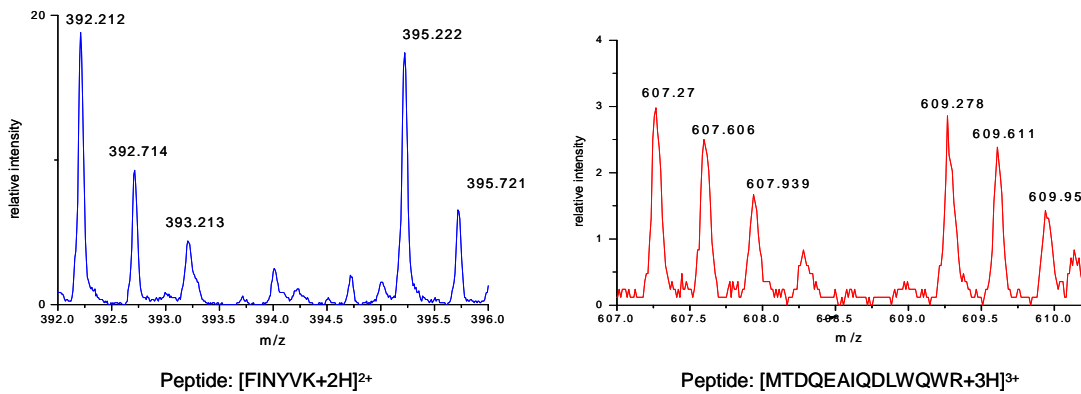 20
392.212
395.222
392.714
395.721
393.213
relative intensity
0
392.0 392.5 393.0 393.5 394.0 394.5 395.0 395.5 396.0
m/z
Peptide: [FINYVK+2H]2+
4
607.27
609.278
3
607.606
609.611
2
607.939
609.95
relative intensity
1
0
607.0 607.5 608.0 608.5 609.0 609.5 610.0
m /z
Peptide: [MTDQEAIQDLWQWR+3H]3+